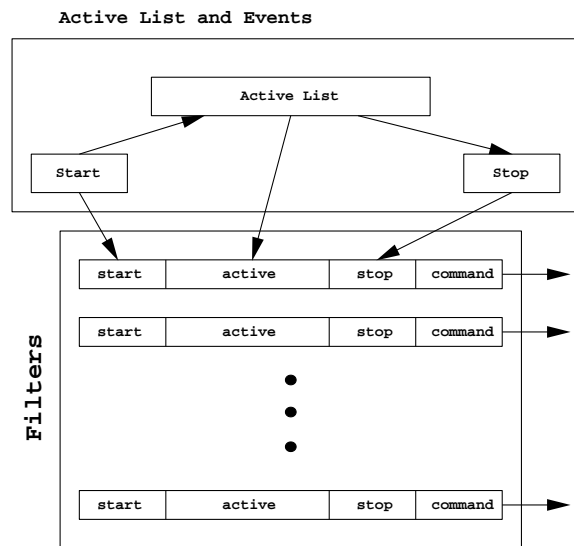 Active List and Events
Active List
Start
Stop
start active stop command
start active stop command
start active stop command
Filters